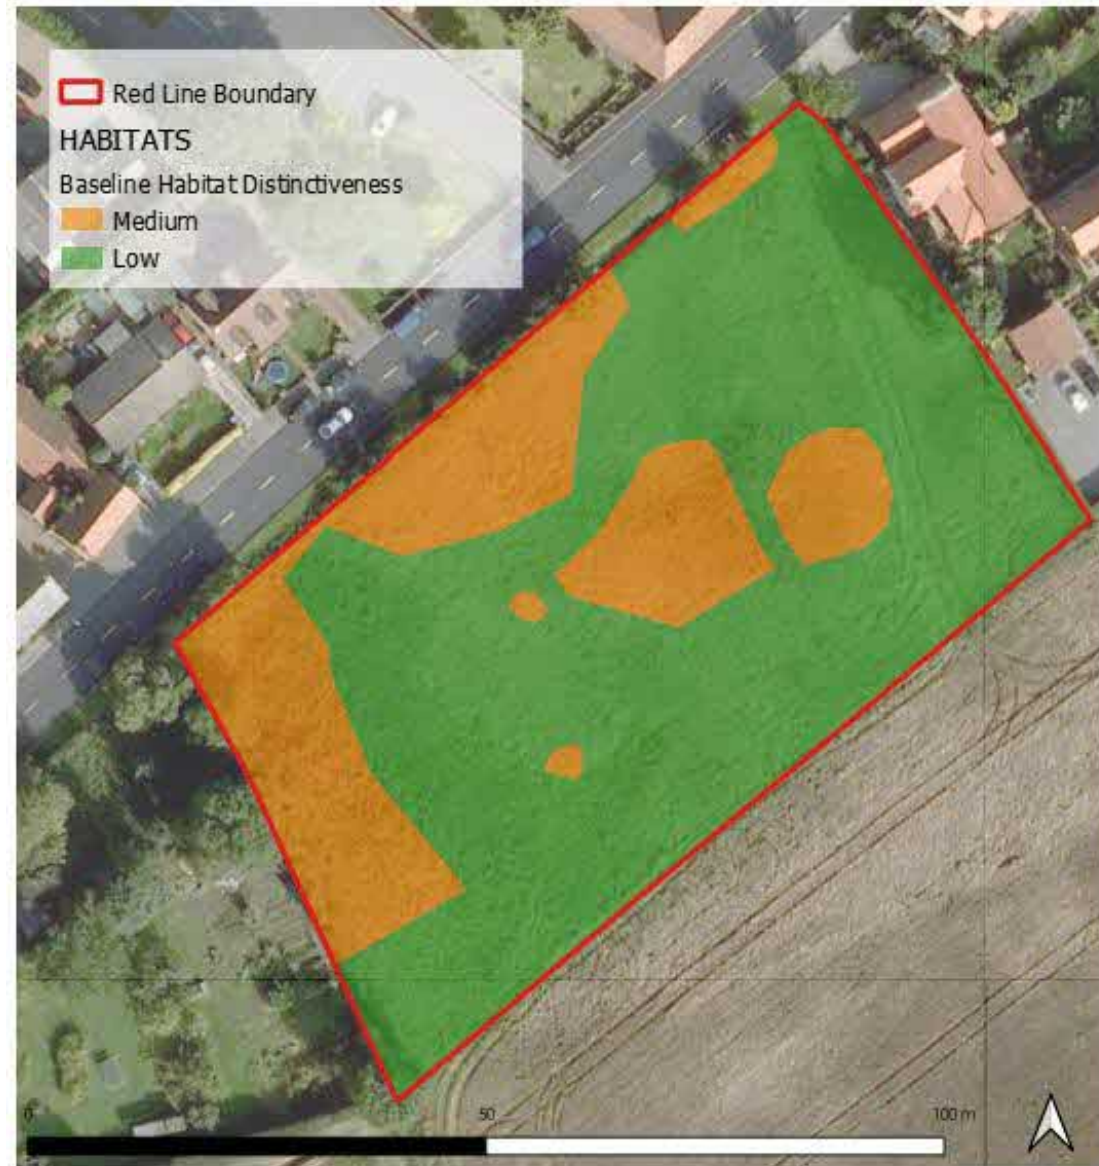 Red Line Boundary
HABITATS
Baseline Habitat Distinctiveness
Medium
Low
0 50 100 m